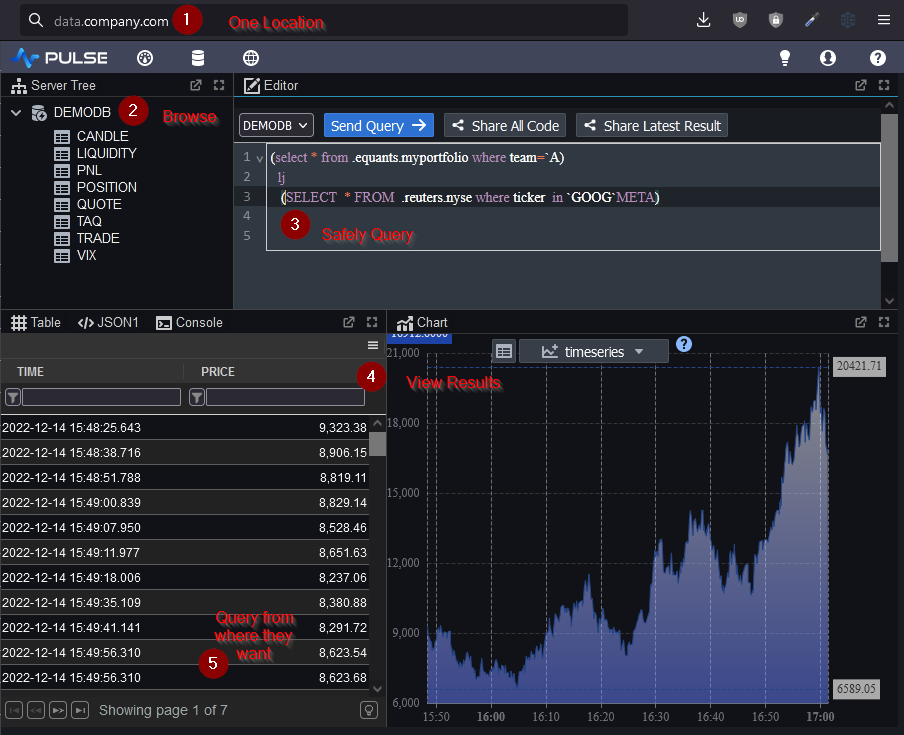 data.company.com 1 One Location
PULSE
Server Tree
Editor
DEMODB 2 Browse
CANDLE
LIQUIDITY
PNL
POSITION
QUOTE
TAQ
TRADE
VIX
DEMODB Send Query Share All Code Share Latest Result
1 (select * from .equants.myportfolio where team=`A)
2 lj
3 (SELECT * FROM .reuters.nyse where ticker in `GOOG`META)
4
5
3 Safely Query
Table JSON1 Console
Chart
TIME PRICE
4 View Results
2022-12-14 15:48:25.643 9,323.38
2022-12-14 15:48:38.716 8,906.15
2022-12-14 15:48:51.788 8,819.11
2022-12-14 15:49:00.839 8,829.14
2022-12-14 15:49:07.950 8,528.46
2022-12-14 15:49:11.977 8,651.63
2022-12-14 15:49:18.006 8,237.06
2022-12-14 15:49:35.109 8,380.88
2022-12-14 15:49:41.141 8,291.72
2022-12-14 15:49:56.310 8,623.54
2022-12-14 15:49:56.310 8,623.68
Query from
where they
want
5
Showing page 1 of 7
timeseries ?
21,000
18,000
15,000
12,000
9,000
6,000
20421.71
6589.05
15:50 16:00 16:10 16:20 16:30 16:40 16:50 17:00